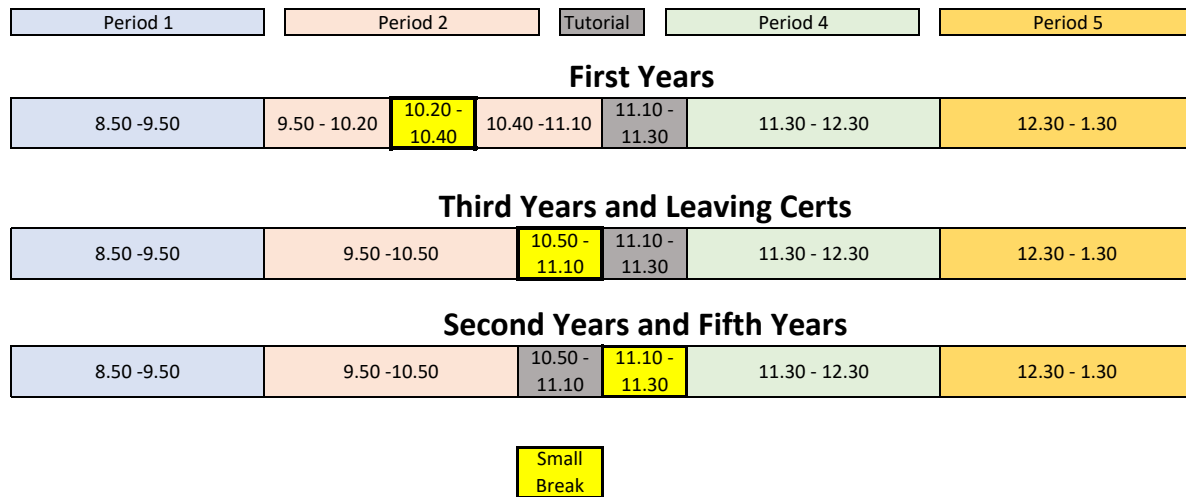 Period 1 Period 2 Tutorial Period 4 Period 5
First Years
8.50 -9.50 9.50 - 10.20 10.20 - 10.40 10.40 -11.10 11.10 - 11.30 11.30 - 12.30 12.30 - 1.30
Third Years and Leaving Certs
8.50 -9.50 9.50 -10.50 10.50 - 11.10 11.10 - 11.30 11.30 - 12.30 12.30 - 1.30
Second Years and Fifth Years
8.50 -9.50 9.50 -10.50 10.50 - 11.10 11.10 - 11.30 11.30 - 12.30 12.30 - 1.30
Small
Break